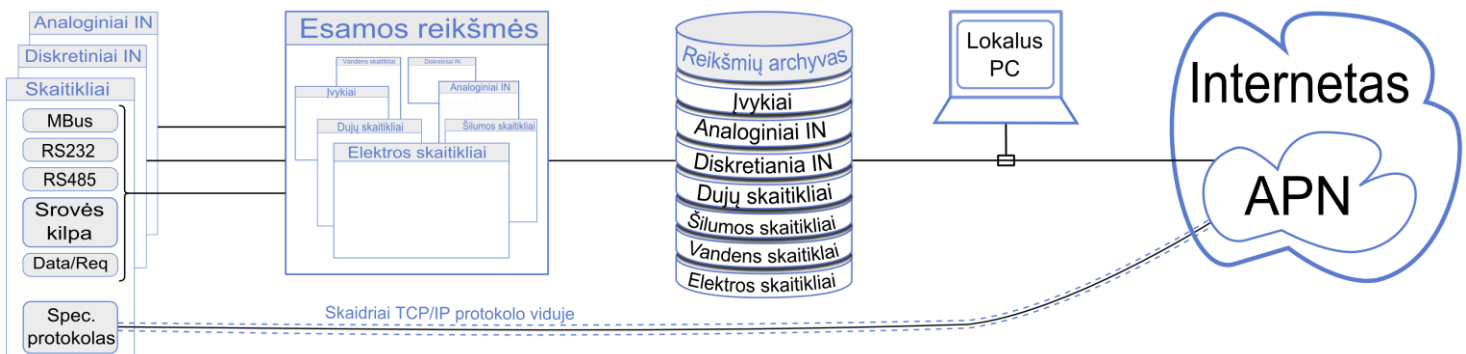 Analoginiai IN
Diskretiniai IN
Skaitikliai
MBus
RS232
RS485
Srovės
kilpa
Data/Req
Spec.
protokolas
Esamos reikšmės
Vandens skaitikliai
Diskretiniai IN
Įvykiai
Analoginiai IN
Dujų skaitikliai
Šilumos skaitikliai
Elektros skaitikliai
Reikšmių archyvas
Įvykiai
Analoginiai IN
Diskretiania IN
Dujų skaitikliai
Šilumos skaitikliai
Vandens skaitiklai
Elektros skaitikliai
Lokalus
PC
Internetas
APN
Skaidriai TCP/IP protokolo viduje